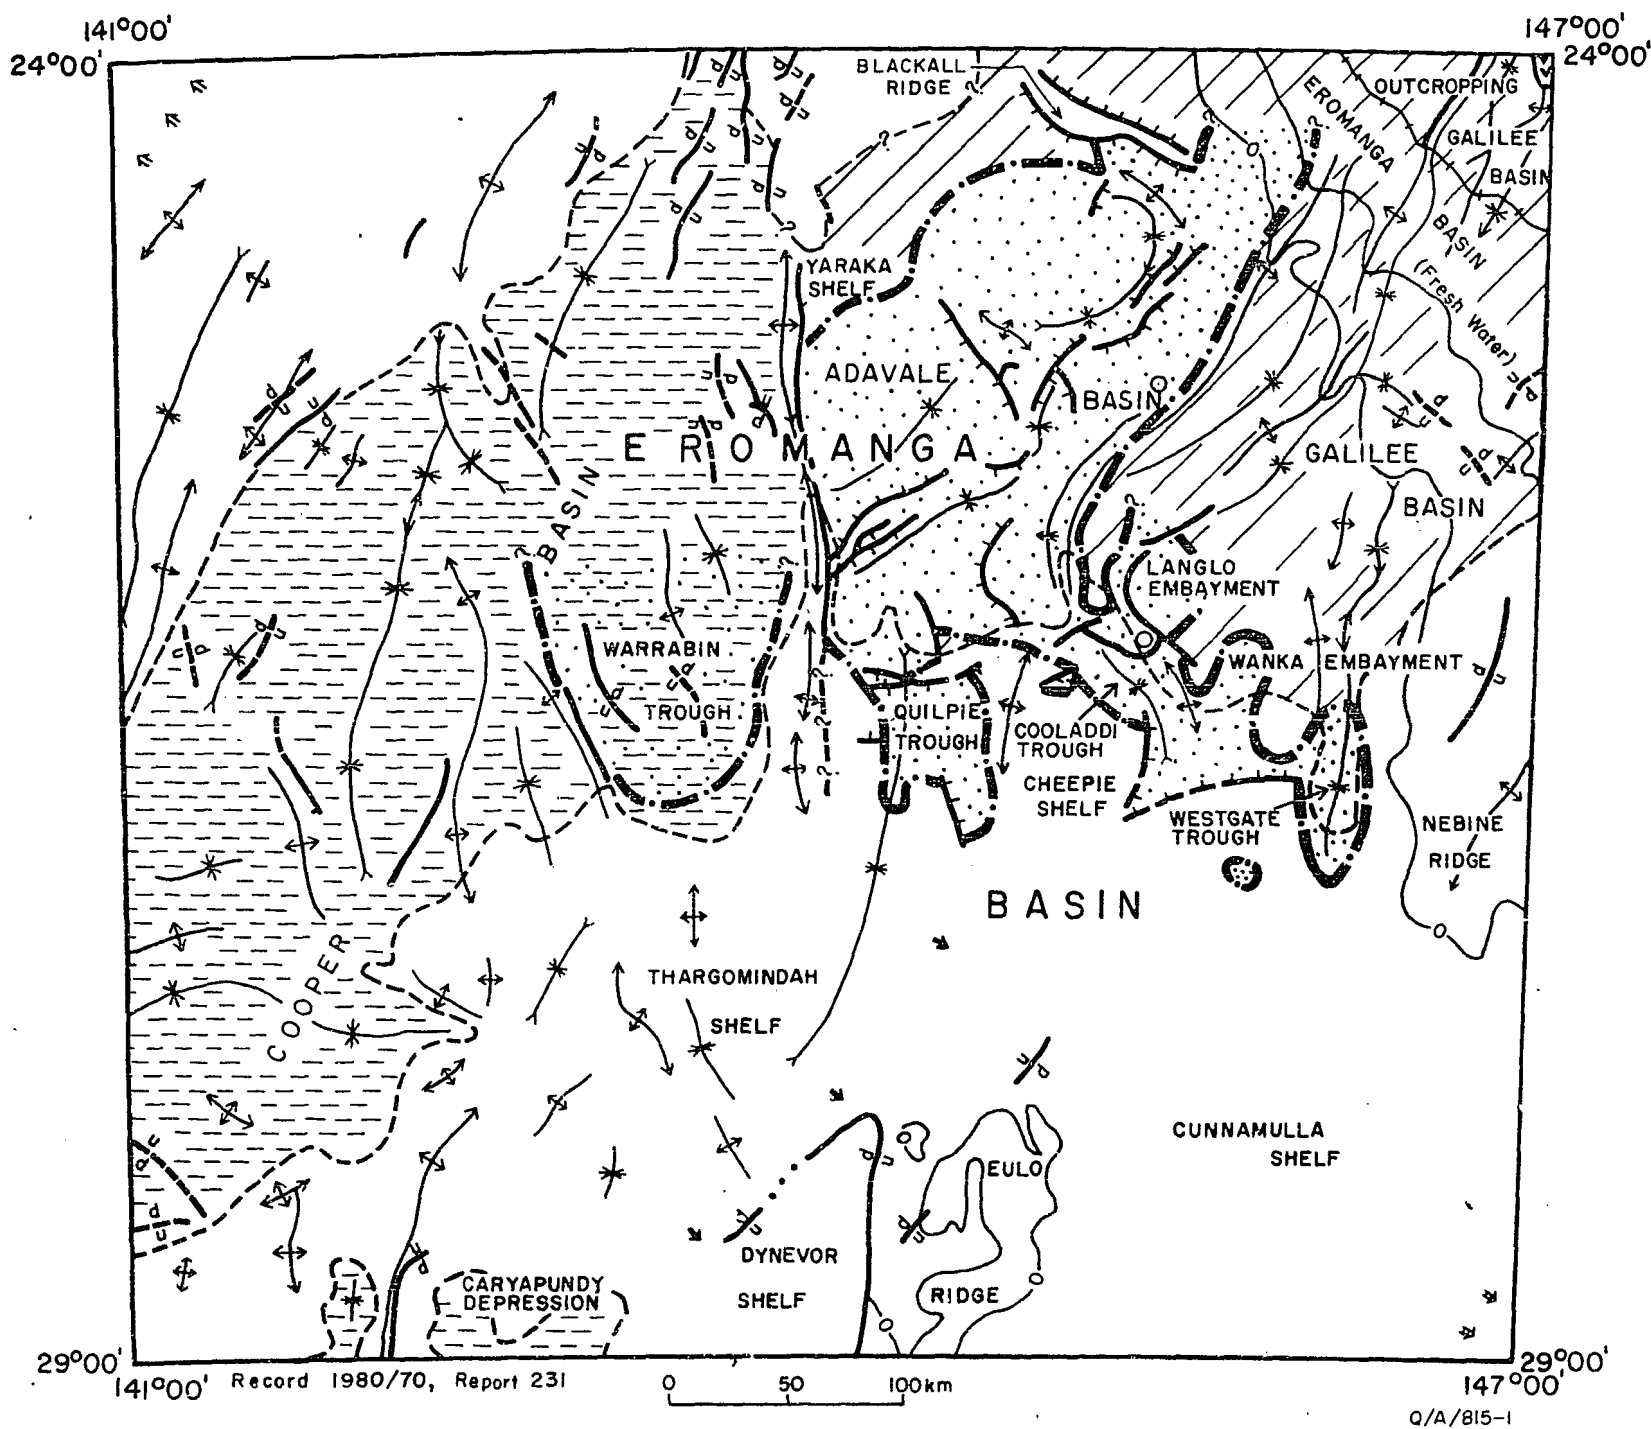 141°00'
147°00'
24°00'
24°00'
BLACKALL
RIDGE
OUTCROPPING
GALILEE
BASIN
EROMANGA
BASIN
(Fresh Water)
YARAKA
SHELF
ADAVALE
BASIN
EROMANGA
GALILEE
BASIN
BASIN
LANGLO
EMBAYMENT
WARRABIN
TROUGH
WANKA EMBAYMENT
QUILPIE
TROUGH
COOLADDI
TROUGH
CHEEPIE
SHELF
WESTGATE
TROUGH
NEBINE
RIDGE
BASIN
COOPER
THARGOMINDAH
SHELF
CUNNAMULLA
SHELF
EULO
RIDGE
DYNEVOR
SHELF
CARYAPUNDY
DEPRESSION
29°00'
29°00'
141°00'
147°00'
Record 1980/70, Report 231
0 50 100km
Q/A/815-1